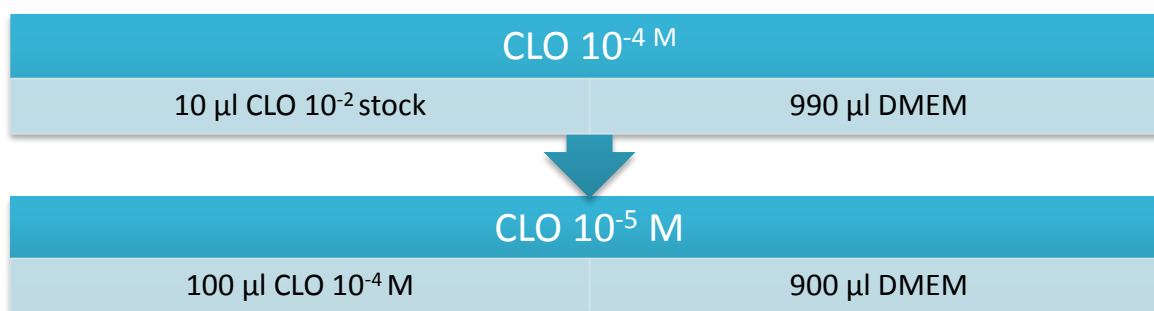 CLO 10⁻⁴ ᴹ
10 µl CLO 10⁻² stock
990 µl DMEM
CLO 10⁻⁵ M
100 µl CLO 10⁻⁴ M
900 µl DMEM